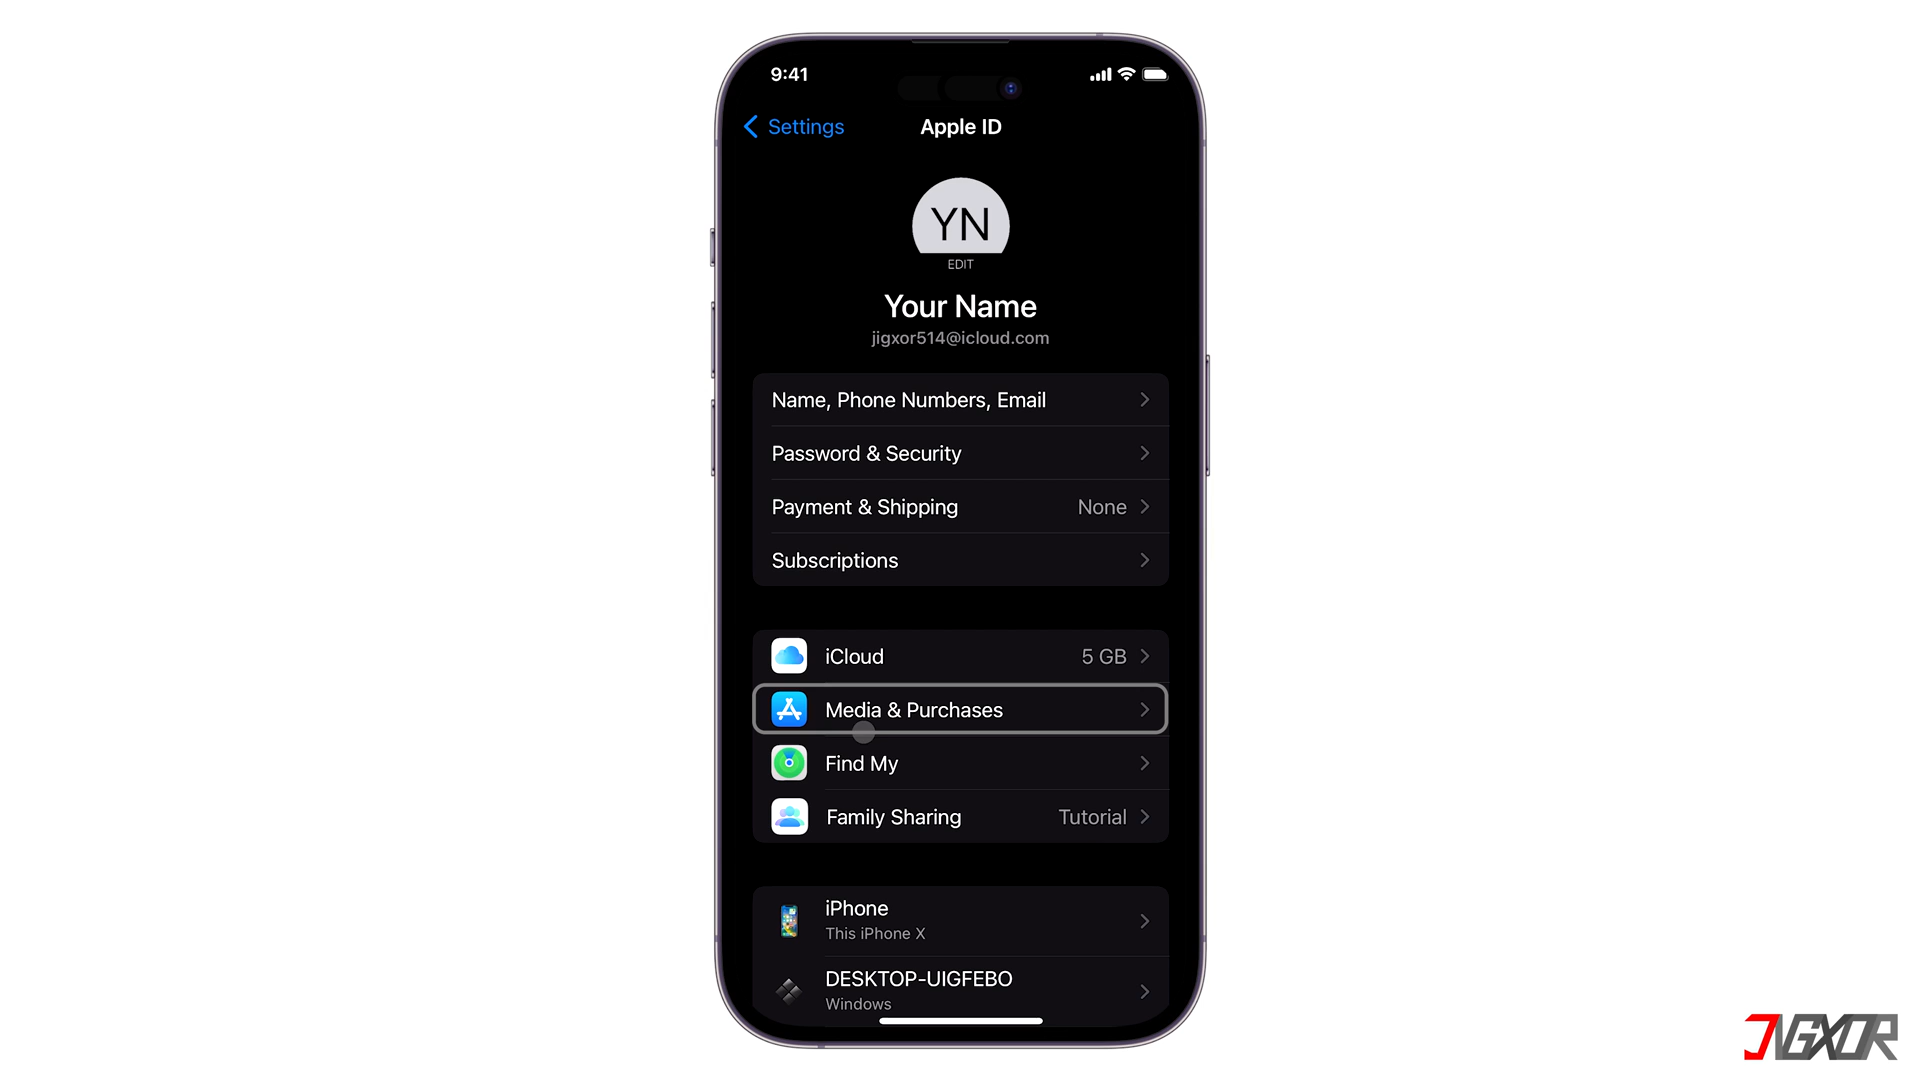 9:41
Settings
Apple ID
YN
EDIT
Your Name
jigxor514@icloud.com
Name, Phone Numbers, Email
Password & Security
Payment & Shipping None
Subscriptions
iCloud 5 GB
Media & Purchases
Find My
Family Sharing Tutorial
iPhone
This iPhone X
DESKTOP-UIGFEBO
Windows
JIGXOR